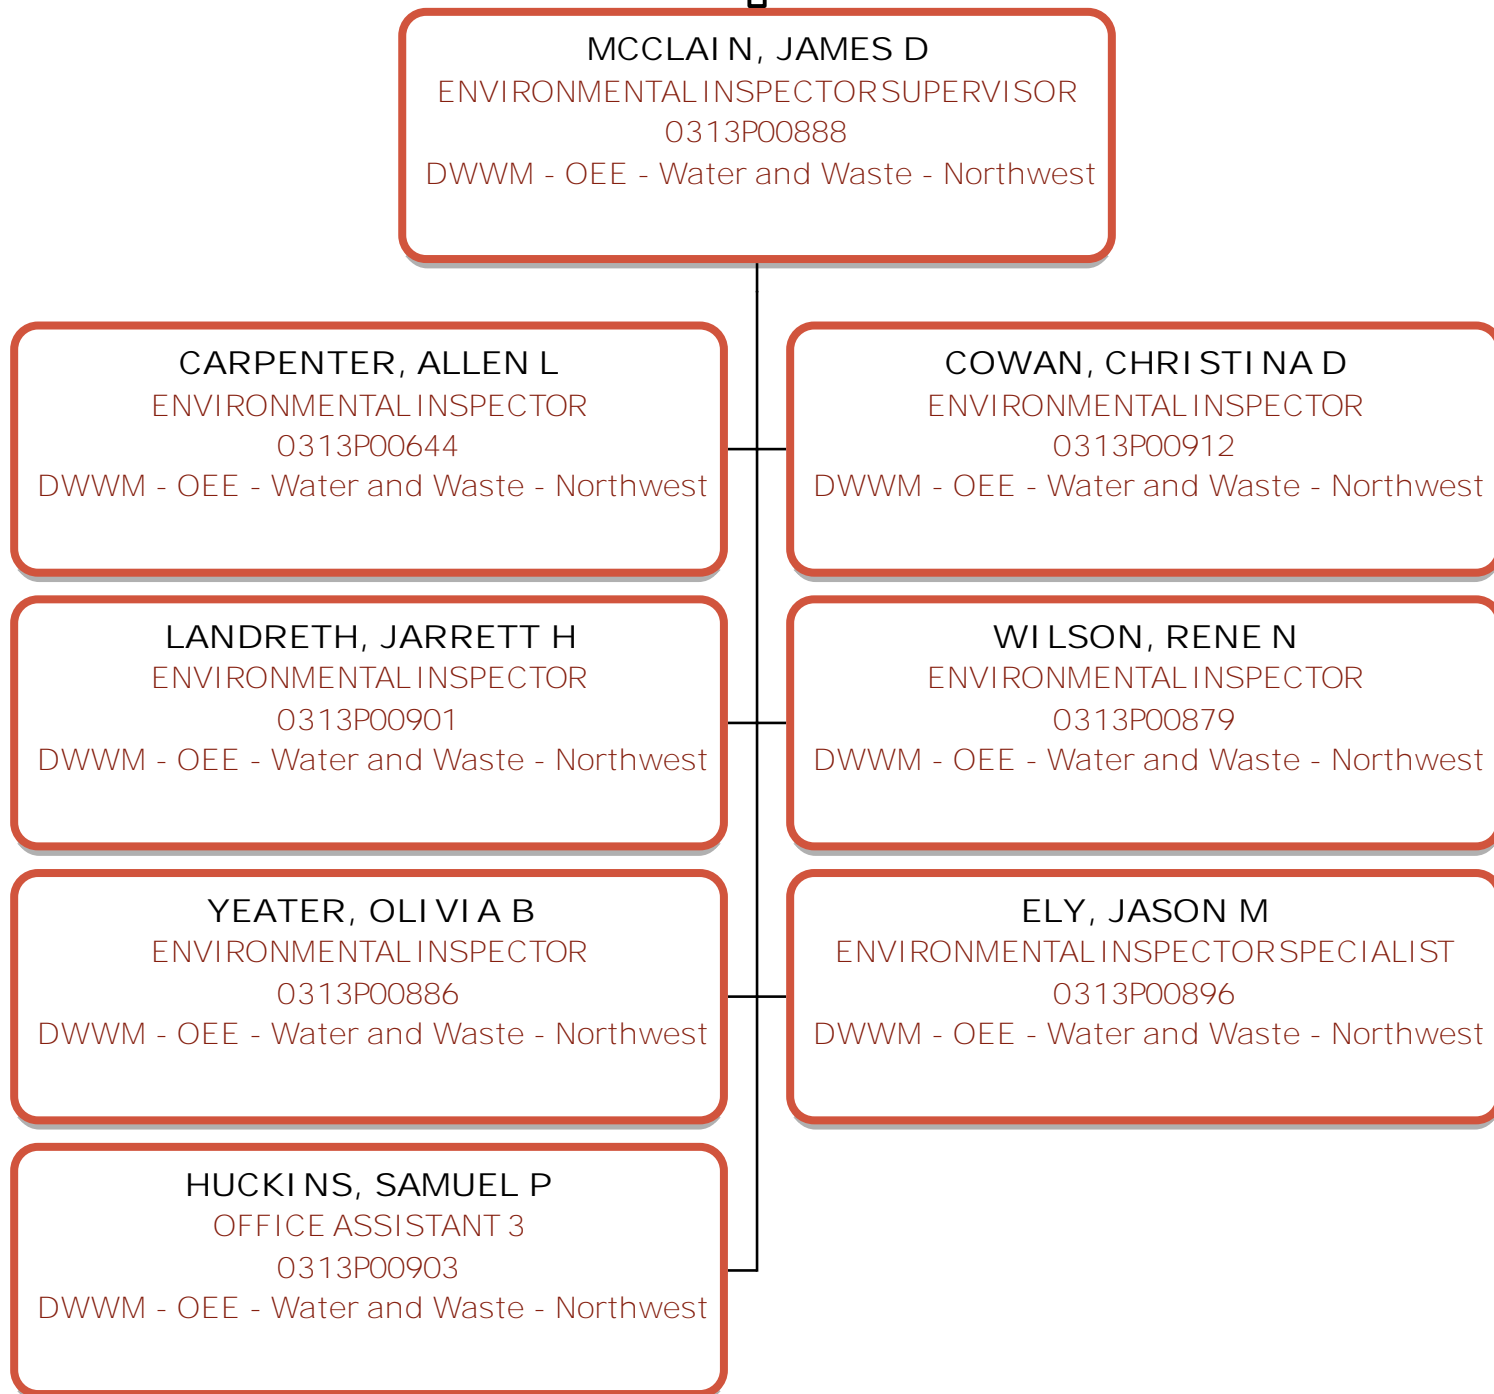 MCCLAIN, JAMES D
ENVIRONMENTAL INSPECTOR SUPERVISOR
0313P00888
DWWM - OEE - Water and Waste - Northwest
CARPENTER, ALLEN L
ENVIRONMENTAL INSPECTOR
0313P00644
DWWM - OEE - Water and Waste - Northwest
COWAN, CHRISTINA D
ENVIRONMENTAL INSPECTOR
0313P00912
DWWM - OEE - Water and Waste - Northwest
LANDRETH, JARRETT H
ENVIRONMENTAL INSPECTOR
0313P00901
DWWM - OEE - Water and Waste - Northwest
WILSON, RENE N
ENVIRONMENTAL INSPECTOR
0313P00879
DWWM - OEE - Water and Waste - Northwest
YEATER, OLIVIA B
ENVIRONMENTAL INSPECTOR
0313P00886
DWWM - OEE - Water and Waste - Northwest
ELY, JASON M
ENVIRONMENTAL INSPECTOR SPECIALIST
0313P00896
DWWM - OEE - Water and Waste - Northwest
HUCKINS, SAMUEL P
OFFICE ASSISTANT 3
0313P00903
DWWM - OEE - Water and Waste - Northwest